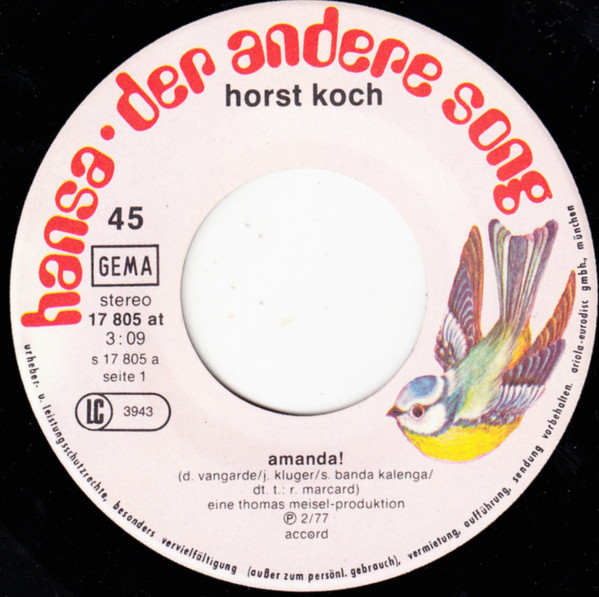 hansa · der andere song
horst koch
45
GEMA
stereo
17 805 at
3:09
s 17 805 a
seite 1
LC 3943
amanda!
(d. vangarde/j. kluger/s. banda kalenga/
dt. t.: r. marcard)
eine thomas meisel-produktion
Ⓟ 2/77
accord
urheber- u. leistungsschutzrechte, besonders vervielfältigung (außer zum persönl. gebrauch), vermietung, aufführung, sendung vorbehalten. ariola-eurodisc gmbh., münchen